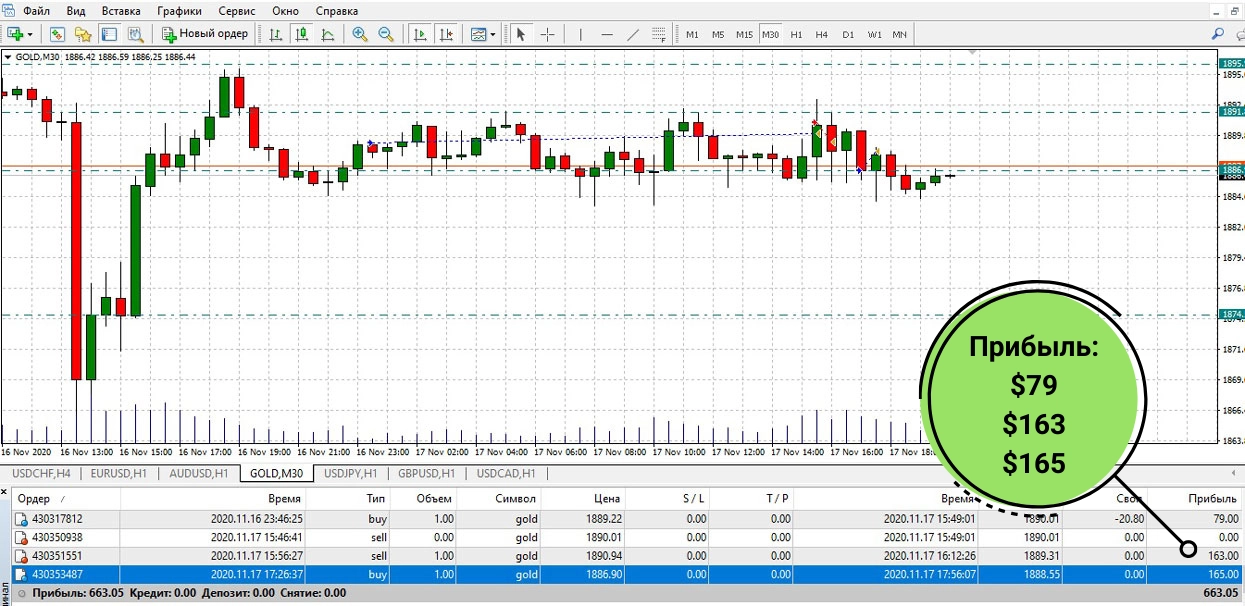 Файл Вид Вставка Графики Сервис Окно Справка
Новый ордер M1 M5 M15 M30 H1 H4 D1 W1 MN
GOLD,M30 1886.42 1886.59 1886.25 1886.44
1895.
1895.
1892.
1891.
1889.
1886.
1884.
1882.
1879.
1876.
1874.
1871.
1869.
1866.
1863.
Прибыль:
$79
$163
$165
16 Nov 2020 16 Nov 13:00 16 Nov 15:00 16 Nov 17:00 16 Nov 19:00 16 Nov 21:00 16 Nov 23:00 17 Nov 02:00 17 Nov 04:00 17 Nov 06:00 17 Nov 08:00 17 Nov 10:00 17 Nov 12:00 17 Nov 14:00 17 Nov 16:00 17 Nov 18:
USDCHF,H4 EURUSD,H1 AUDUSD,H1 GOLD,M30 USDJPY,H1 GBPUSD,H1 USDCAD,H1
Ордер / Время Тип Объем Символ Цена S / L T / P Время Своп Прибыль
430317812 2020.11.16 23:46:25 buy 1.00 gold 1889.22 0.00 0.00 2020.11.17 15:49:01 1890.01 -20.80 79.00
430350938 2020.11.17 15:46:41 sell 0.00 gold 1890.01 0.00 0.00 2020.11.17 15:49:01 1890.01 0.00 0.00
430351551 2020.11.17 15:56:27 sell 1.00 gold 1890.94 0.00 0.00 2020.11.17 16:12:26 1889.31 0.00 163.00
430353487 2020.11.17 17:26:37 buy 1.00 gold 1886.90 0.00 0.00 2020.11.17 17:56:07 1888.55 0.00 165.00
Прибыль: 663.05 Кредит: 0.00 Депозит: 0.00 Снятие: 0.00 663.05